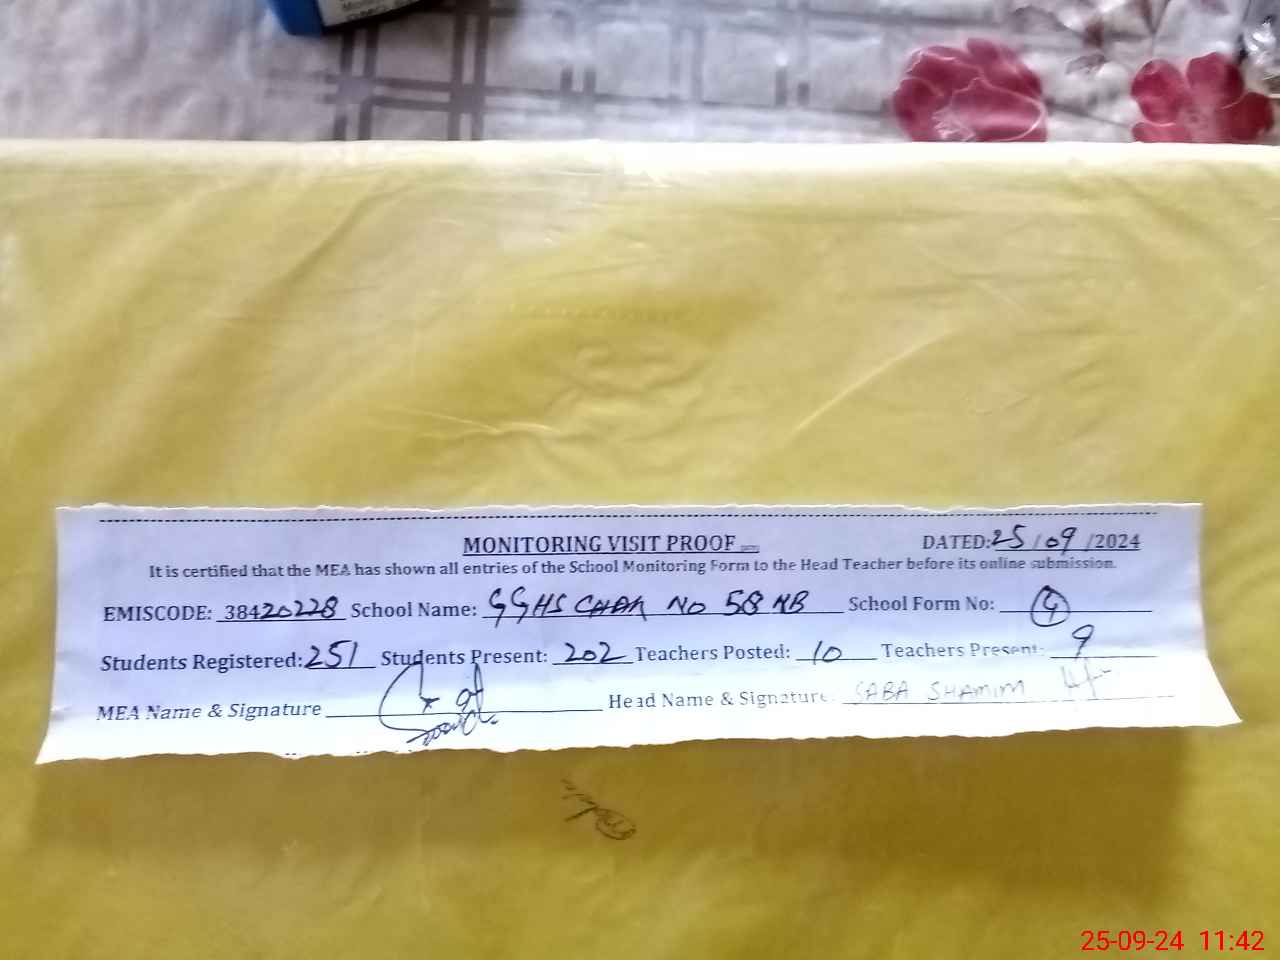 MONITORING VISIT PROOF DATED: 25/09/2024
It is certified that the MEA has shown all entries of the School Monitoring Form to the Head Teacher before its online submission.
EMISCODE: 38420228 School Name: GGHS CHAK NO 58 NB School Form No: 9
Students Registered: 251 Students Present: 202 Teachers Posted: 10 Teachers Present: 9
MEA Name & Signature Head Name & Signature: SABA SHAMIM
25-09-24 11:42